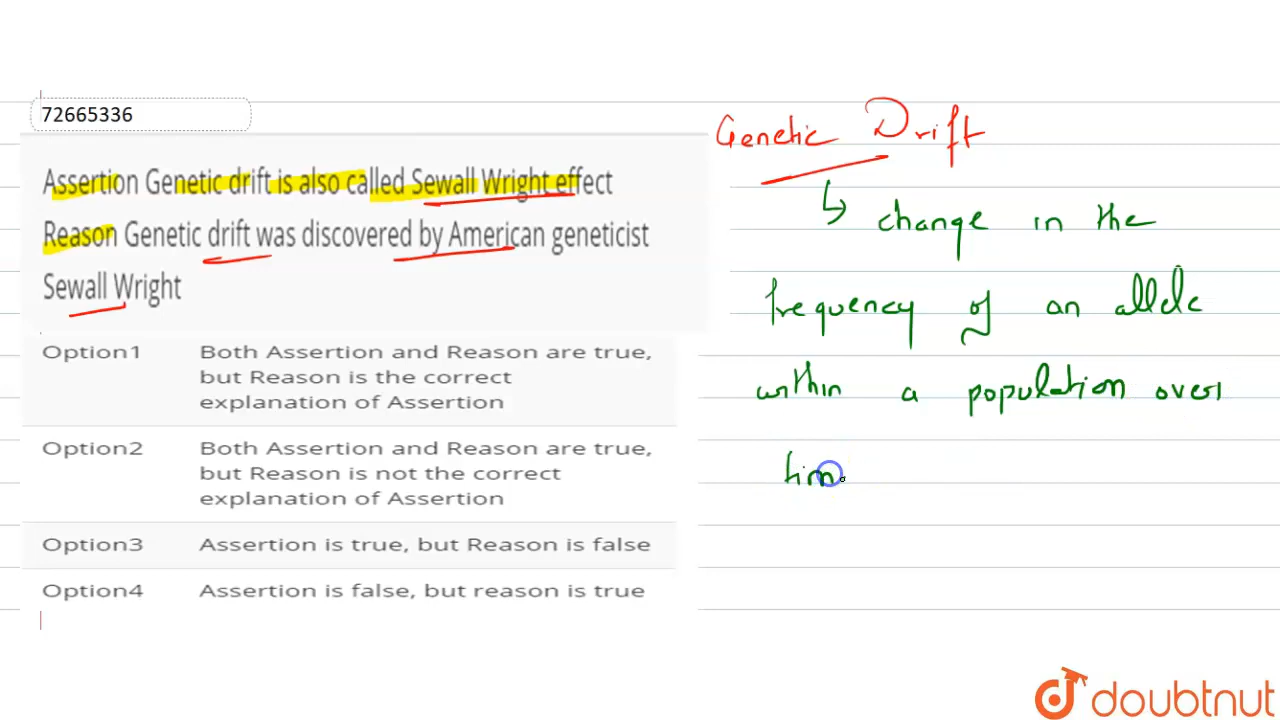 72665336
Assertion Genetic drift is also called Sewall Wright effect
Reason Genetic drift was discovered by American geneticist
Sewall Wright
Option1 Both Assertion and Reason are true,
but Reason is the correct
explanation of Assertion
Option2 Both Assertion and Reason are true,
but Reason is not the correct
explanation of Assertion
Option3 Assertion is true, but Reason is false
Option4 Assertion is false, but reason is true
Genetic Drift
change in the
frequency of an allele
within a population over
tim
doubtnut